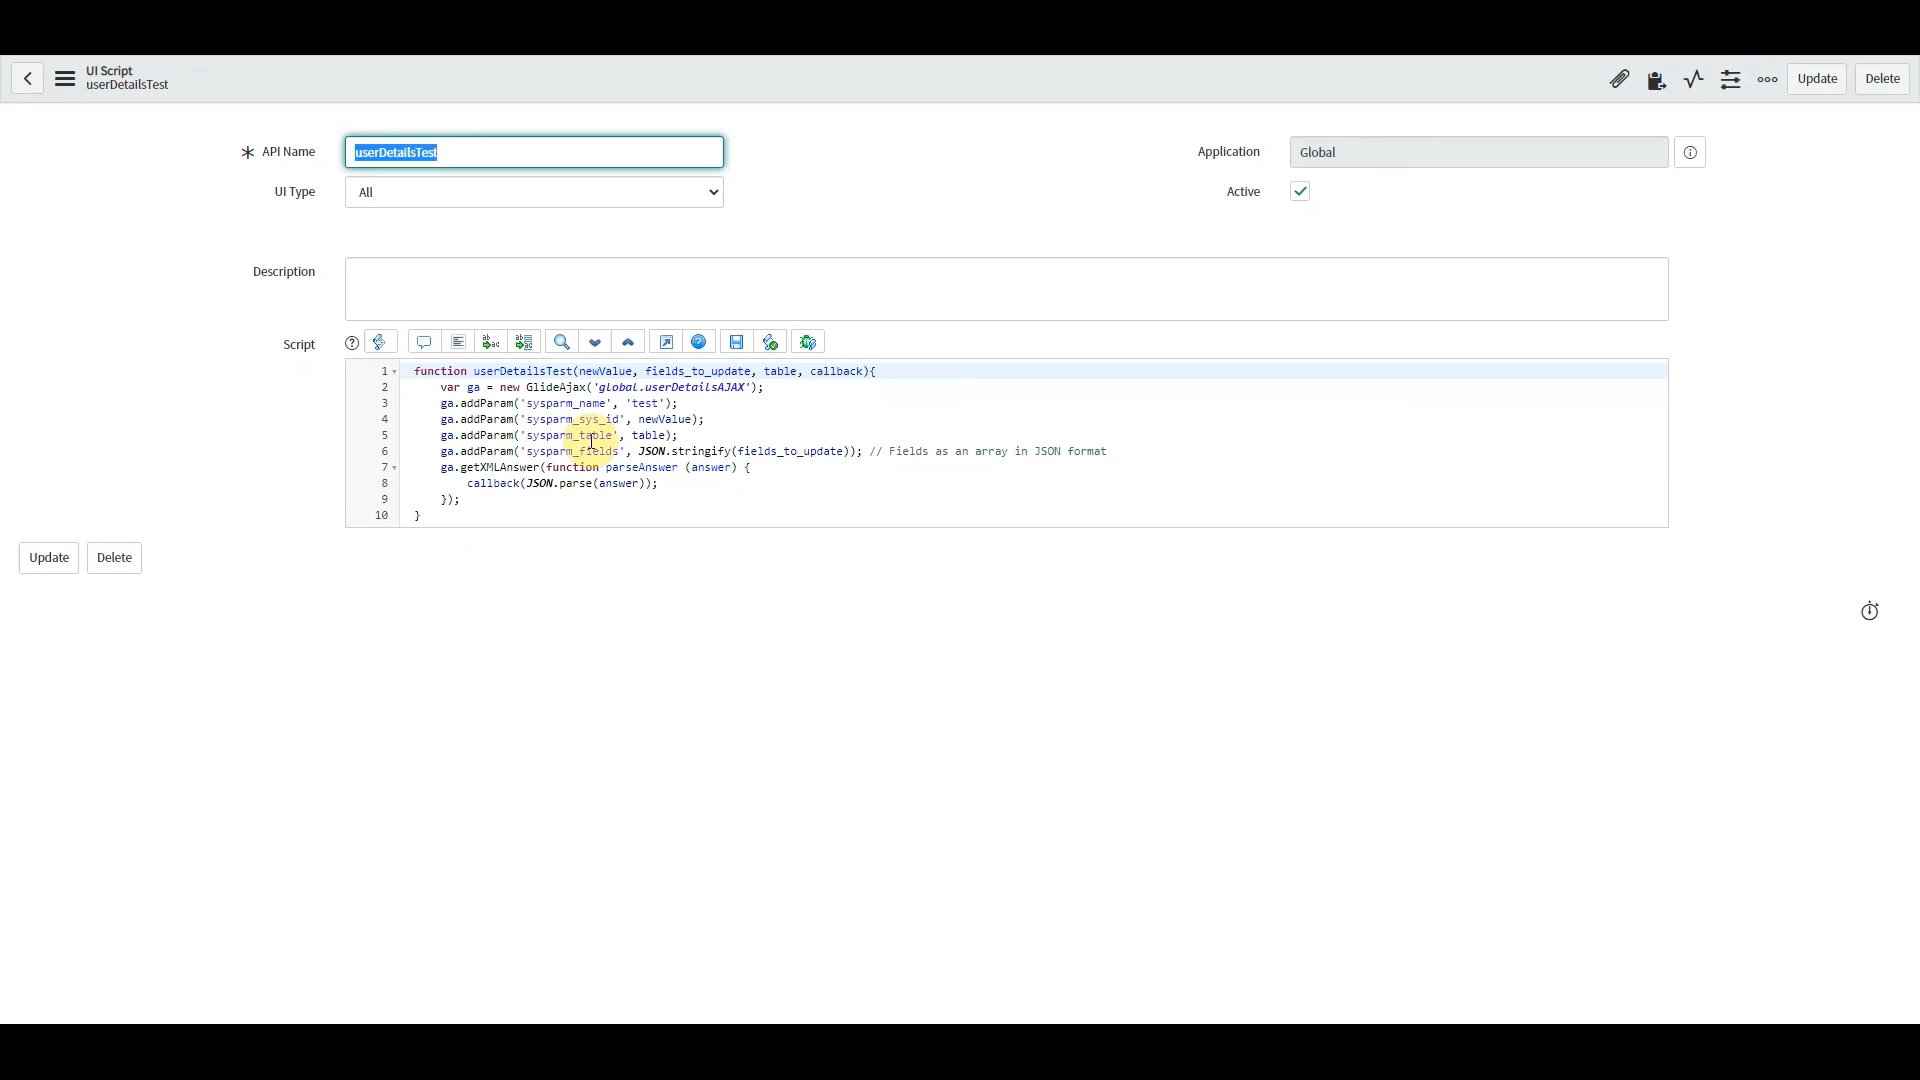 UI Script
userDetailsTest
Update
Delete
API Name
userDetailsTest
Application
Global
UI Type
All
Active
Description
Script
1 function userDetailsTest(newValue, fields_to_update, table, callback){
2 var ga = new GlideAjax('global.userDetailsAJAX');
3 ga.addParam('sysparm_name', 'test');
4 ga.addParam('sysparm_sys_id', newValue);
5 ga.addParam('sysparm_table', table);
6 ga.addParam('sysparm_fields', JSON.stringify(fields_to_update)); // Fields as an array in JSON format
7 ga.getXMLAnswer(function parseAnswer (answer) {
8 callback(JSON.parse(answer));
9 });
10 }
Update
Delete